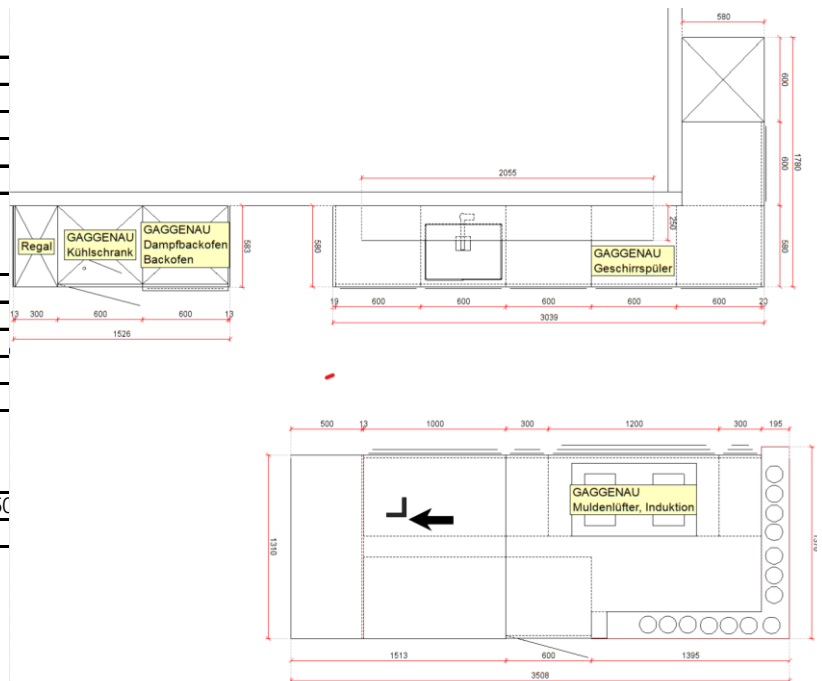 580
600
1780
600
2055
250
Regal
GAGGENAU
Kühlschrank
GAGGENAU
Dampfbackofen
Backofen
583
580
GAGGENAU
Geschirrspüler
580
13 300 600 600 13
1526
19 600 600 600 600 600 20
3039
500 13 1000 300 1200 300 195
GAGGENAU
Muldenlüfter, Induktion
1310
1513 600 1395
3508